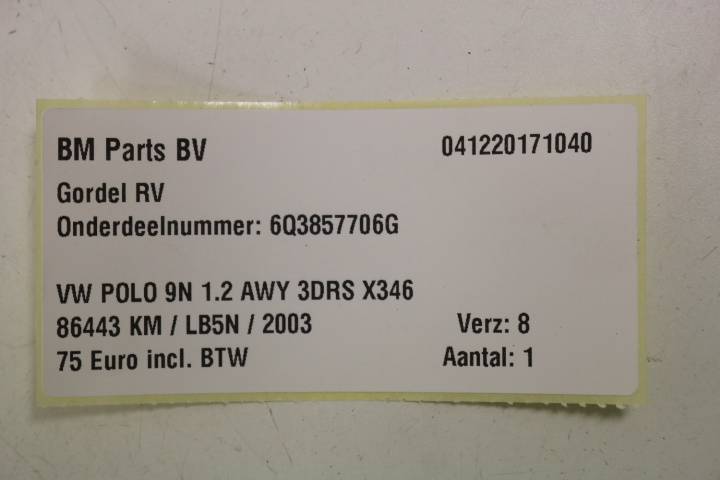 BM Parts BV 041220171040
Gordel RV
Onderdeelnummer: 6Q3857706G
VW POLO 9N 1.2 AWY 3DRS X346
86443 KM / LB5N / 2003 Verz: 8
75 Euro incl. BTW Aantal: 1